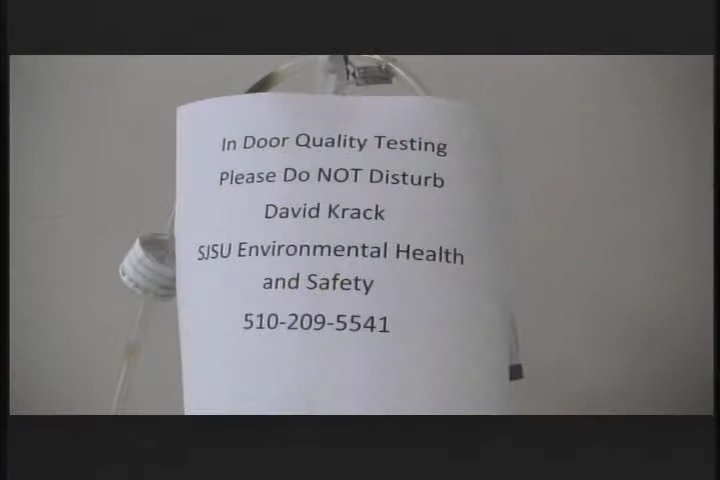 In Door Quality Testing
Please Do NOT Disturb
David Krack
SJSU Environmental Health
and Safety
510-209-5541